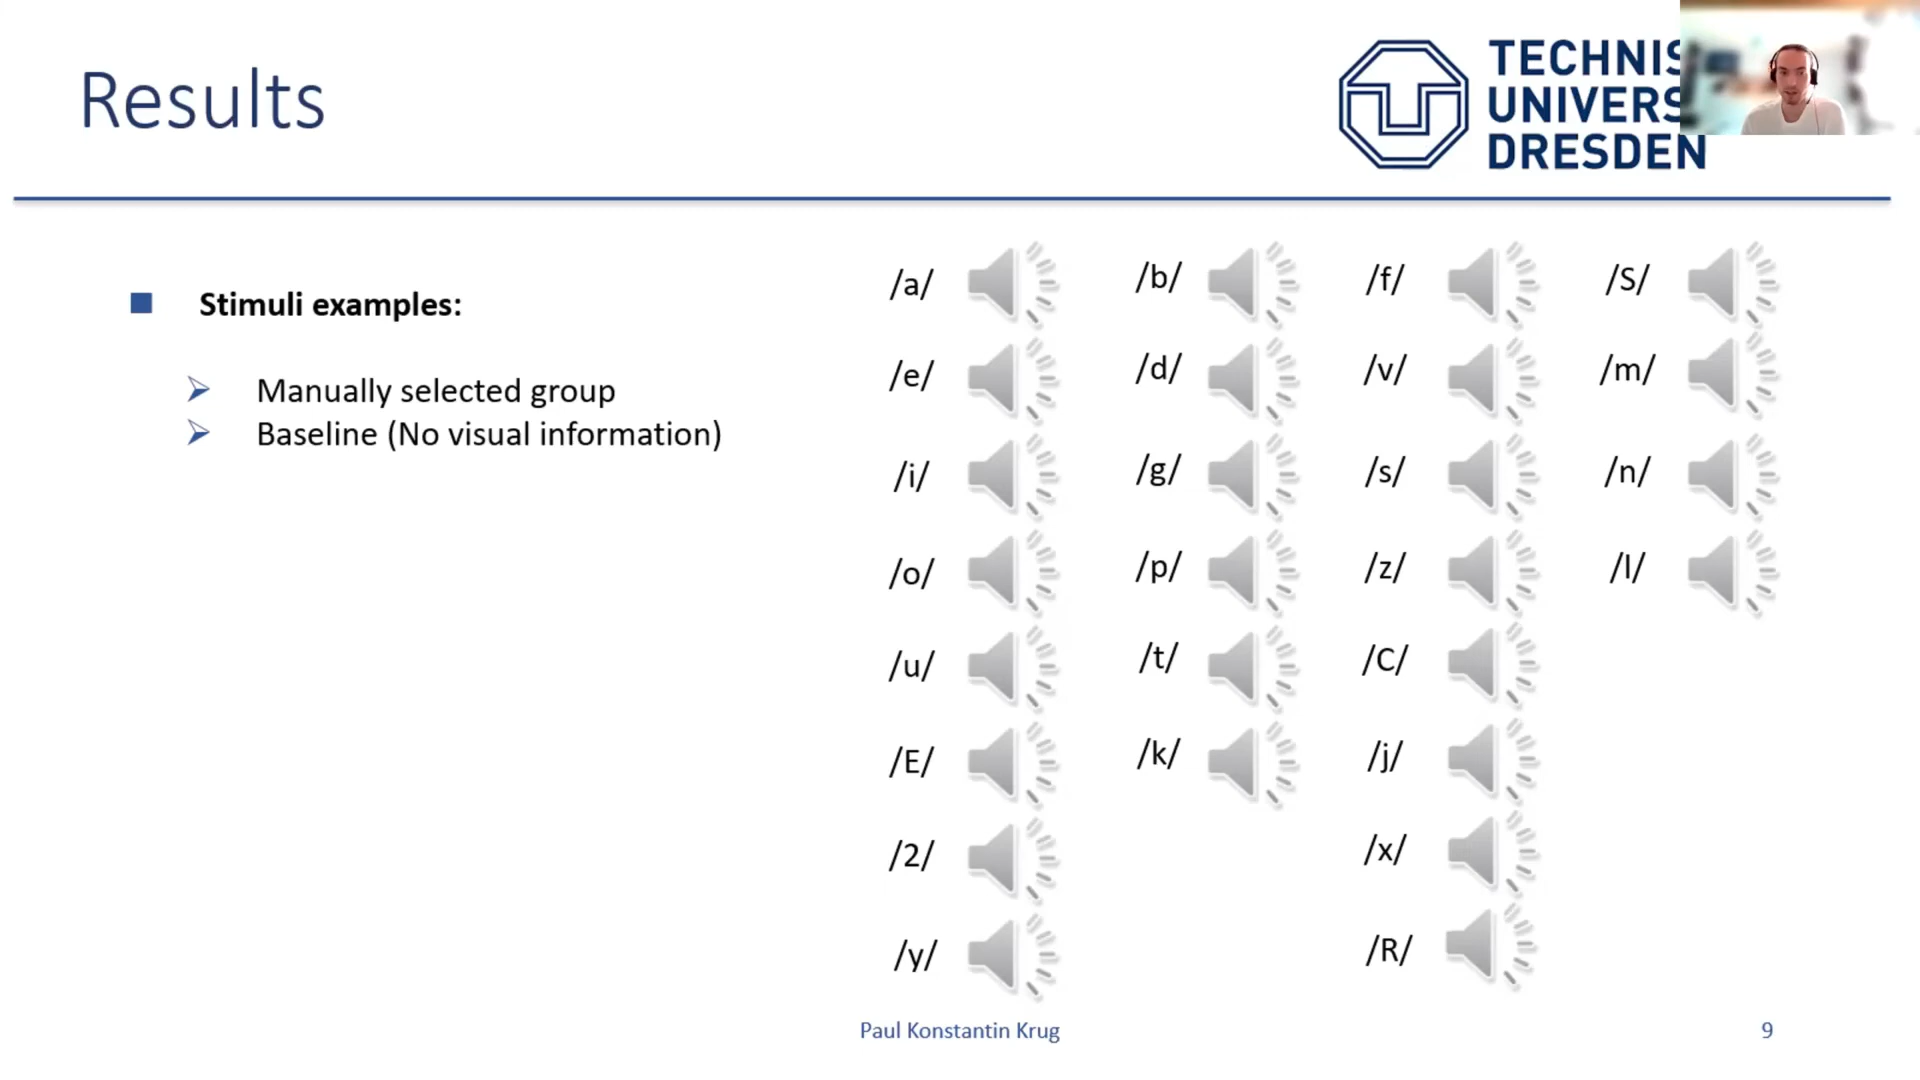 Results
TECHNIS
UNIVERS
DRESDEN
Stimuli examples:
Manually selected group
Baseline (No visual information)
/a/ /b/ /f/ /S/
/e/ /d/ /v/ /m/
/i/ /g/ /s/ /n/
/o/ /p/ /z/ /l/
/u/ /t/ /C/
/E/ /k/ /j/
/2/ /x/
/y/ /R/
Paul Konstantin Krug
9